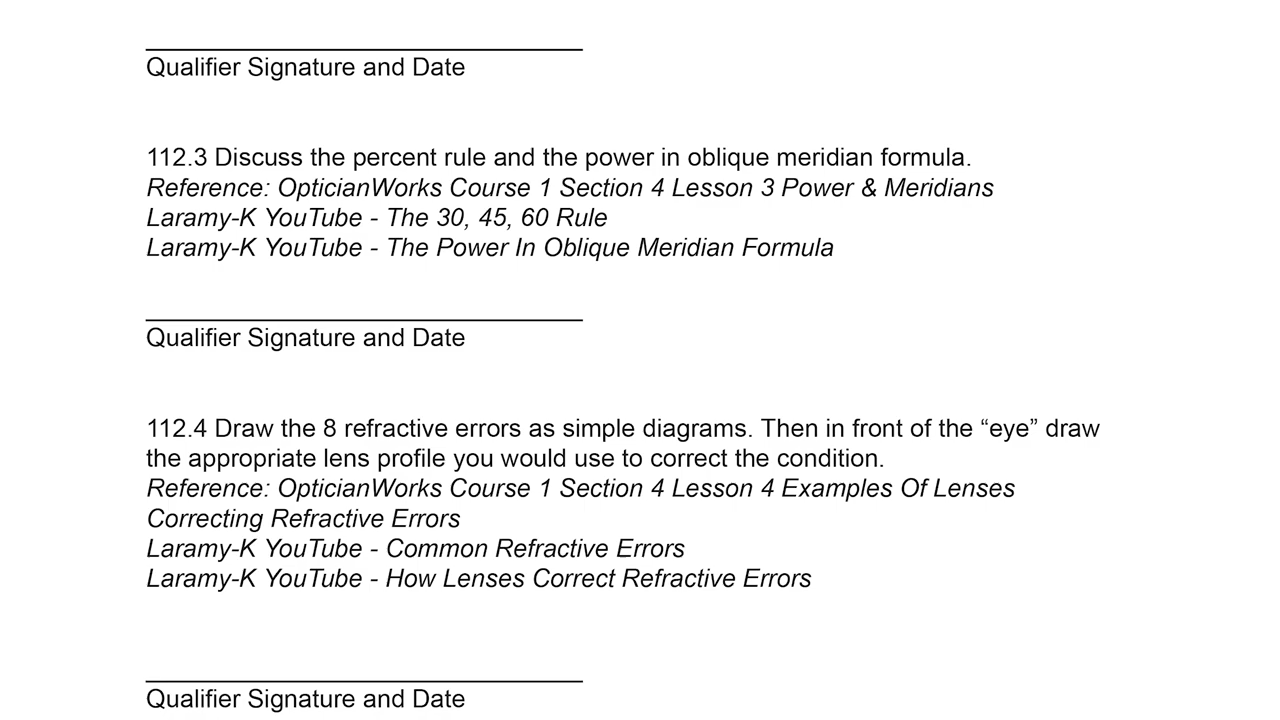 Qualifier Signature and Date
112.3 Discuss the percent rule and the power in oblique meridian formula.
Reference: OpticianWorks Course 1 Section 4 Lesson 3 Power & Meridians
Laramy-K YouTube - The 30, 45, 60 Rule
Laramy-K YouTube - The Power In Oblique Meridian Formula
Qualifier Signature and Date
112.4 Draw the 8 refractive errors as simple diagrams. Then in front of the “eye” draw
the appropriate lens profile you would use to correct the condition.
Reference: OpticianWorks Course 1 Section 4 Lesson 4 Examples Of Lenses
Correcting Refractive Errors
Laramy-K YouTube - Common Refractive Errors
Laramy-K YouTube - How Lenses Correct Refractive Errors
Qualifier Signature and Date